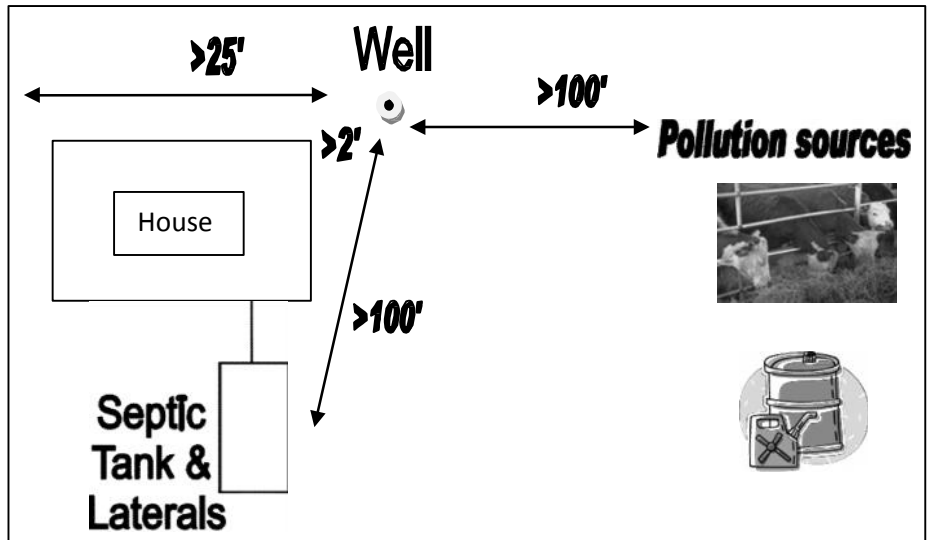 >25'
Well
>100'
>2'
Pollution sources
House
>100'
Septic
Tank &
Laterals